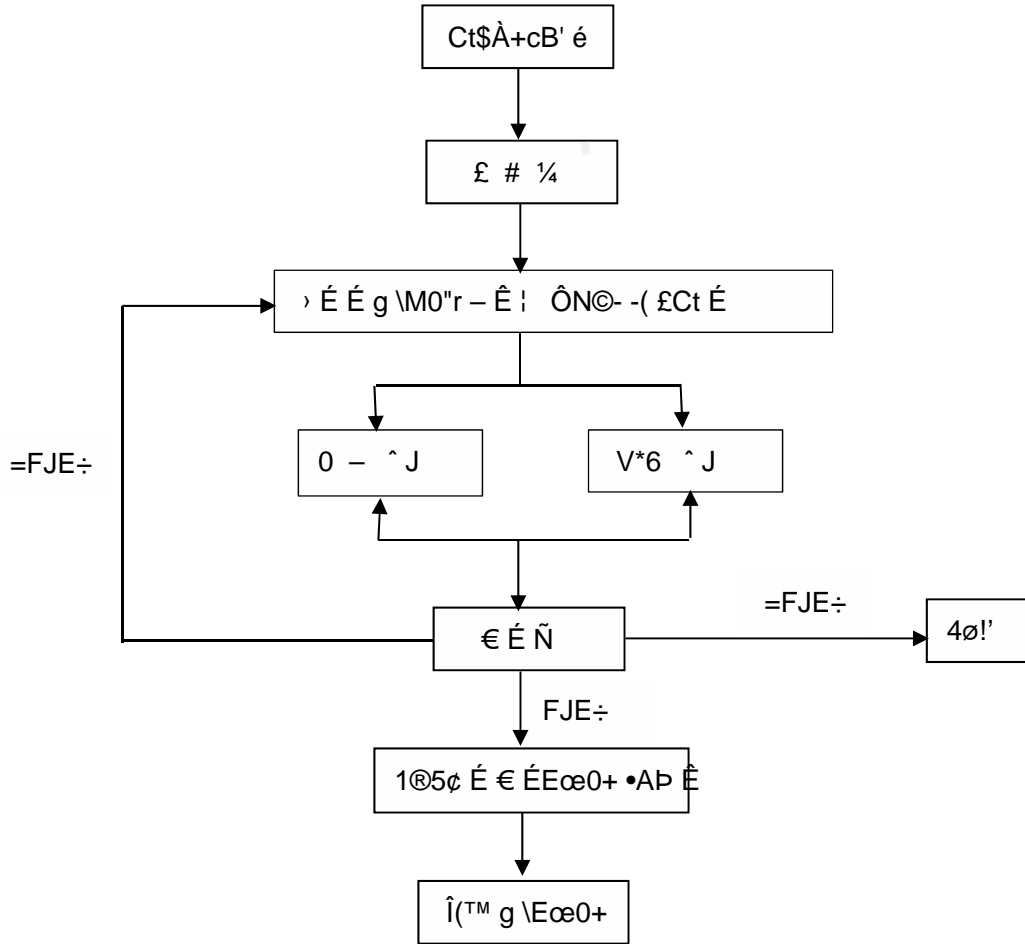 Ct$À+cB' é
£ # ¼
› É É g \M0"r – Ê ¦ ÔN©- -( £Ct É
=FJE÷
0 – ˆ J
V*6 ˆ J
=FJE÷
€ É Ñ
4ø!’
FJE÷
1®5¢ É € ÉEœ0+ •AÞ Ê
Î(™ g \Eœ0+